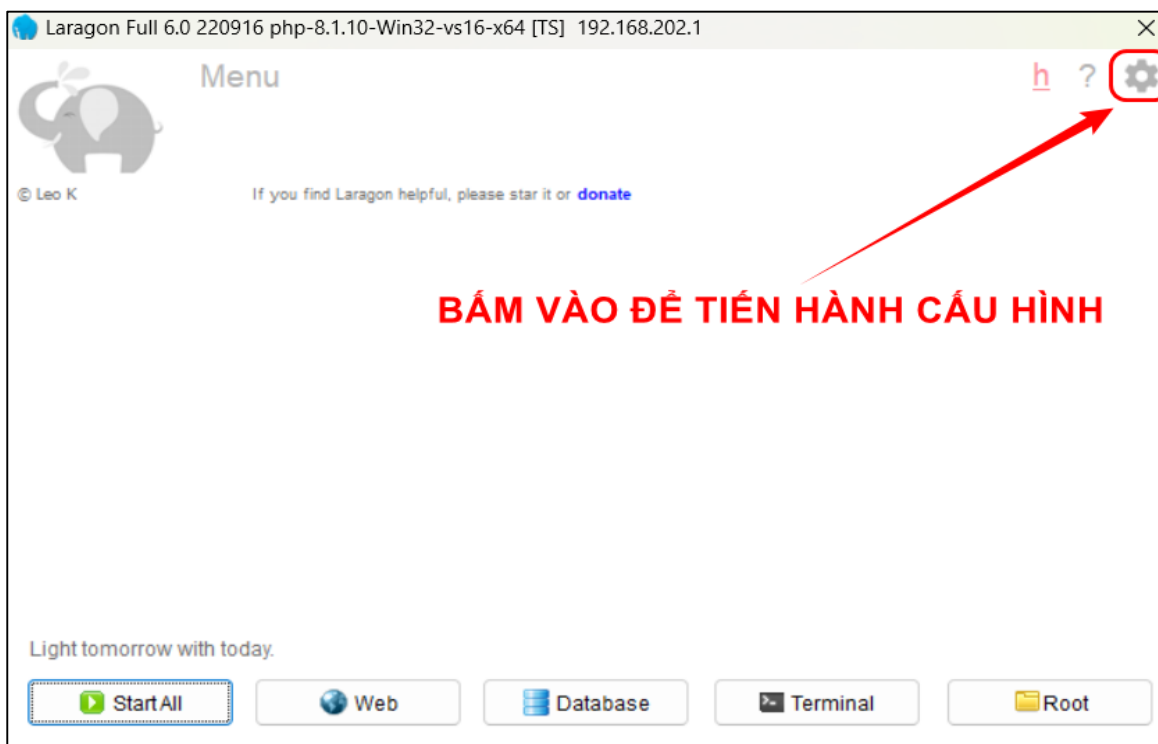 Laragon Full 6.0 220916 php-8.1.10-Win32-vs16-x64 [TS] 192.168.202.1
Menu
h ?
© Leo K
If you find Laragon helpful, please star it or donate
BẤM VÀO ĐỂ TIẾN HÀNH CẤU HÌNH
Light tomorrow with today.
Start All
Web
Database
Terminal
Root